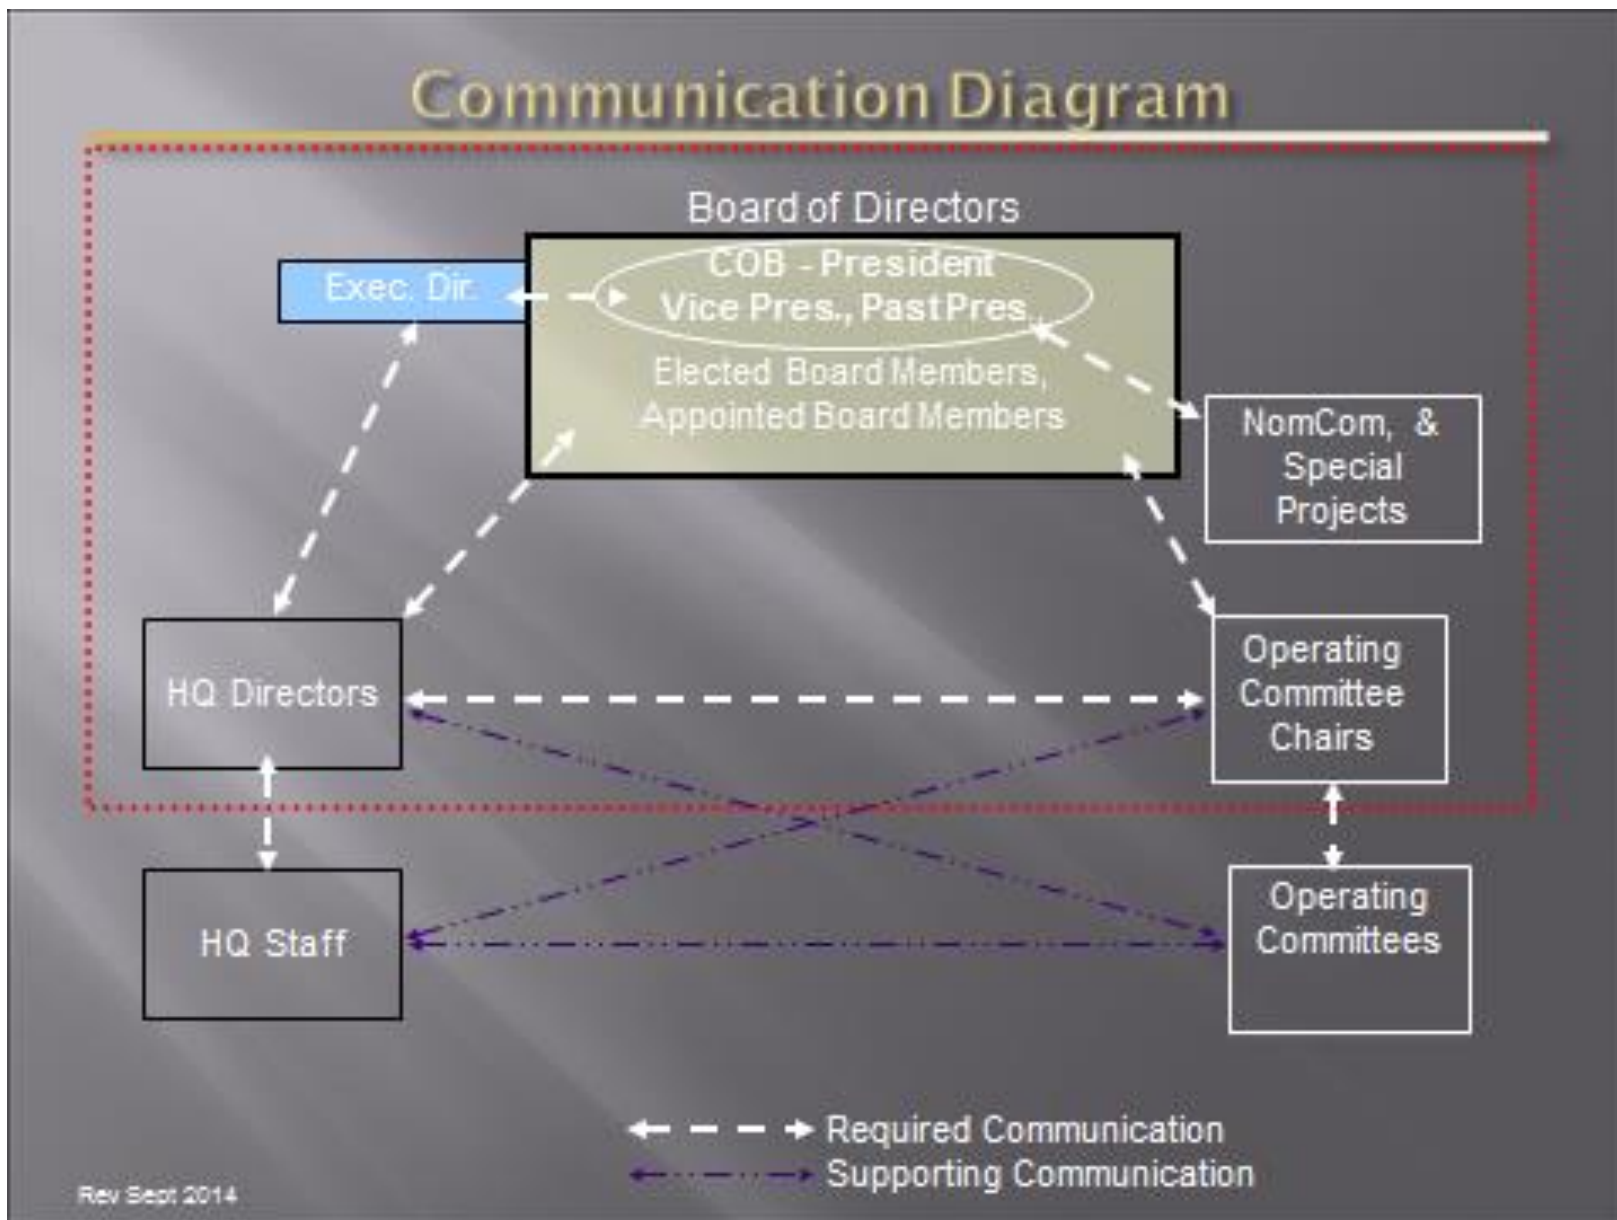 Communication Diagram
Board of Directors
Exec. Dir.
COB - President
Vice Pres., Past Pres.
Elected Board Members,
Appointed Board Members
NomCom, &
Special
Projects
HQ Directors
Operating
Committee
Chairs
HQ Staff
Operating
Committees
Required Communication
Supporting Communication
Rev Sept 2014